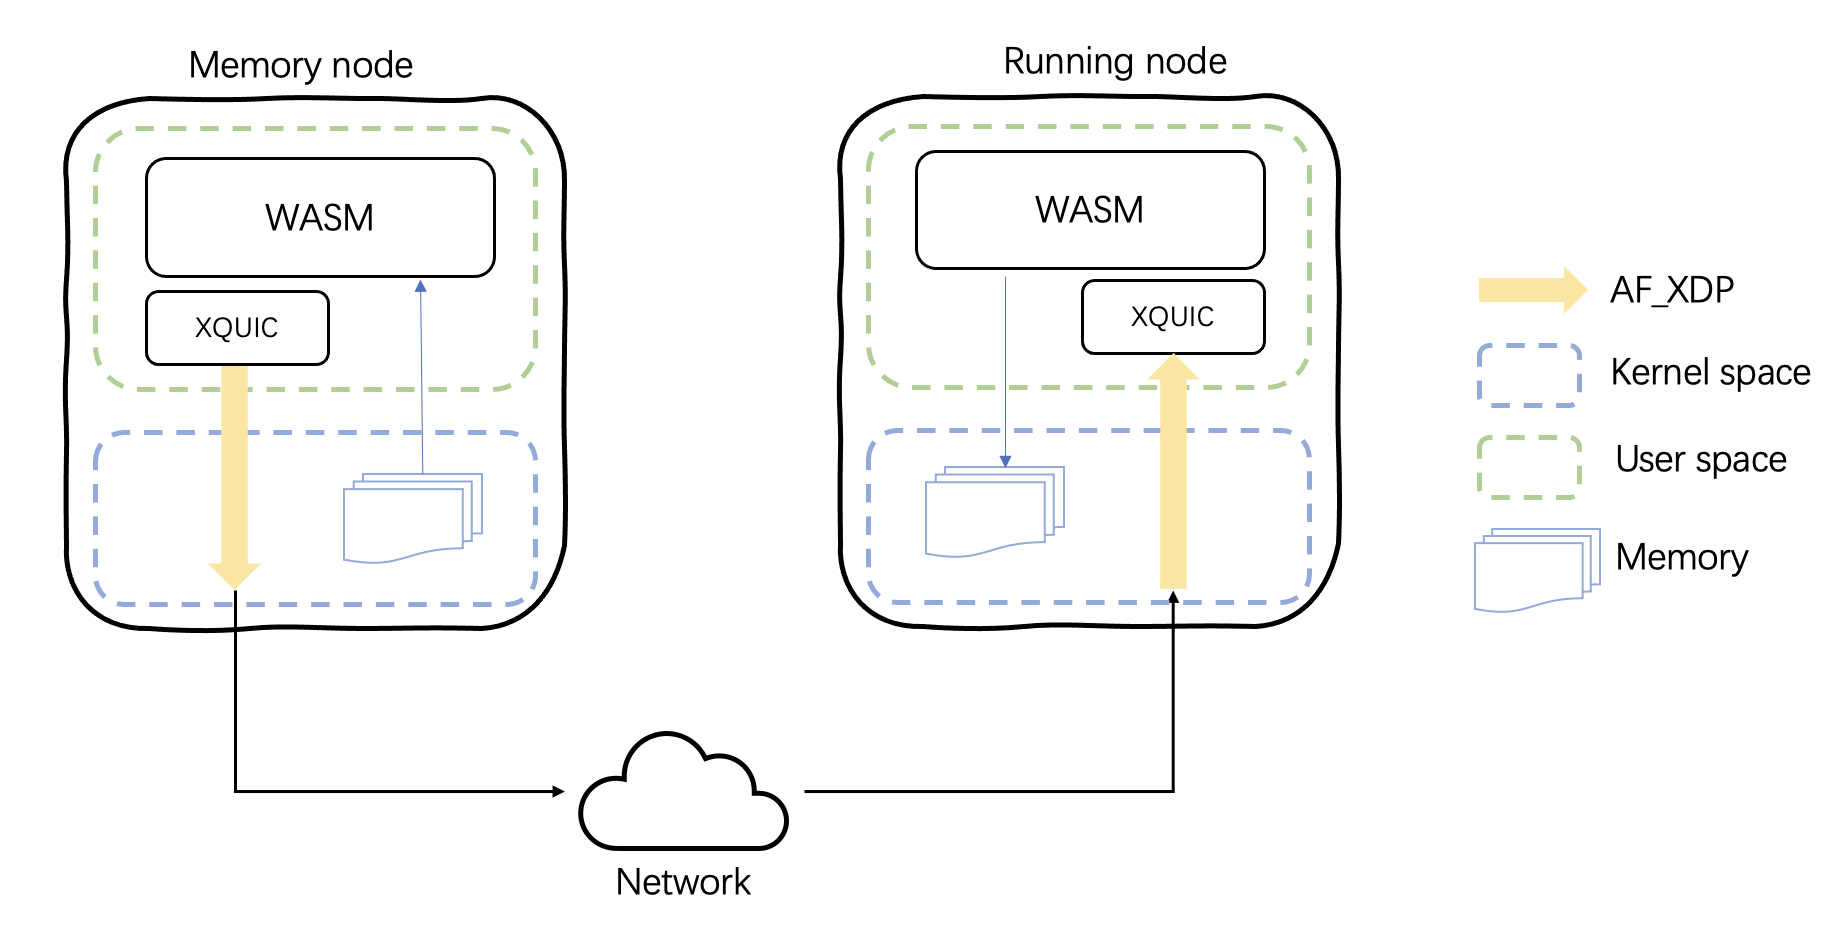 Memory node
Running node
WASM
WASM
XQUIC
XQUIC
AF_XDP
Kernel space
User space
Memory
Network